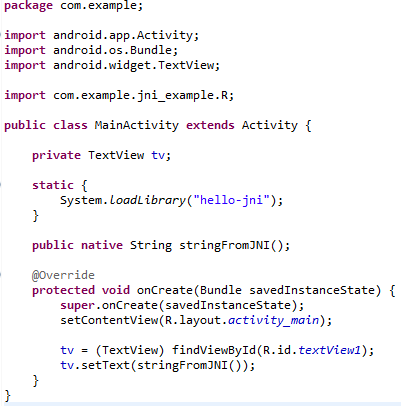 package com.example;
import android.app.Activity;
import android.os.Bundle;
import android.widget.TextView;
import com.example.jni_example.R;
public class MainActivity extends Activity {
private TextView tv;
static {
System.loadLibrary("hello-jni");
}
public native String stringFromJNI();
@Override
protected void onCreate(Bundle savedInstanceState) {
super.onCreate(savedInstanceState);
setContentView(R.layout.activity_main);
tv = (TextView) findViewById(R.id.textView1);
tv.setText(stringFromJNI());
}
}